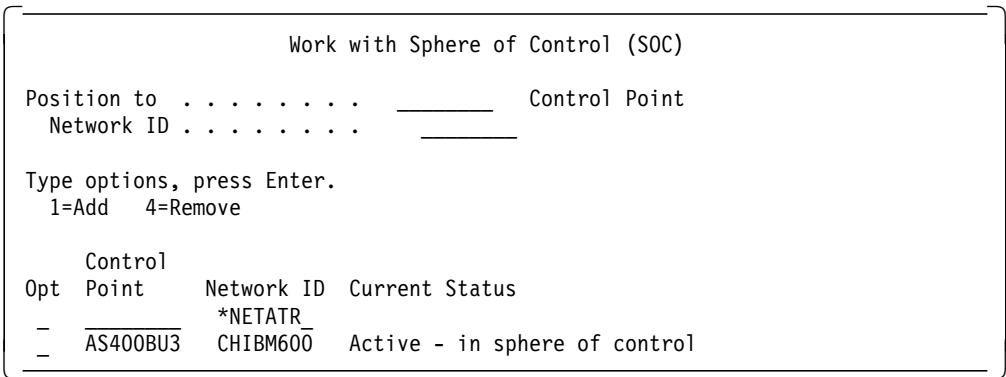 Work with Sphere of Control (SOC)
Position to . . . . . . . . ________ Control Point
Network ID . . . . . . . . ________
Type options, press Enter.
1=Add 4=Remove
Control
Opt Point Network ID Current Status
_ ________ *NETATR_
_ AS400BU3 CHIBM600 Active - in sphere of control